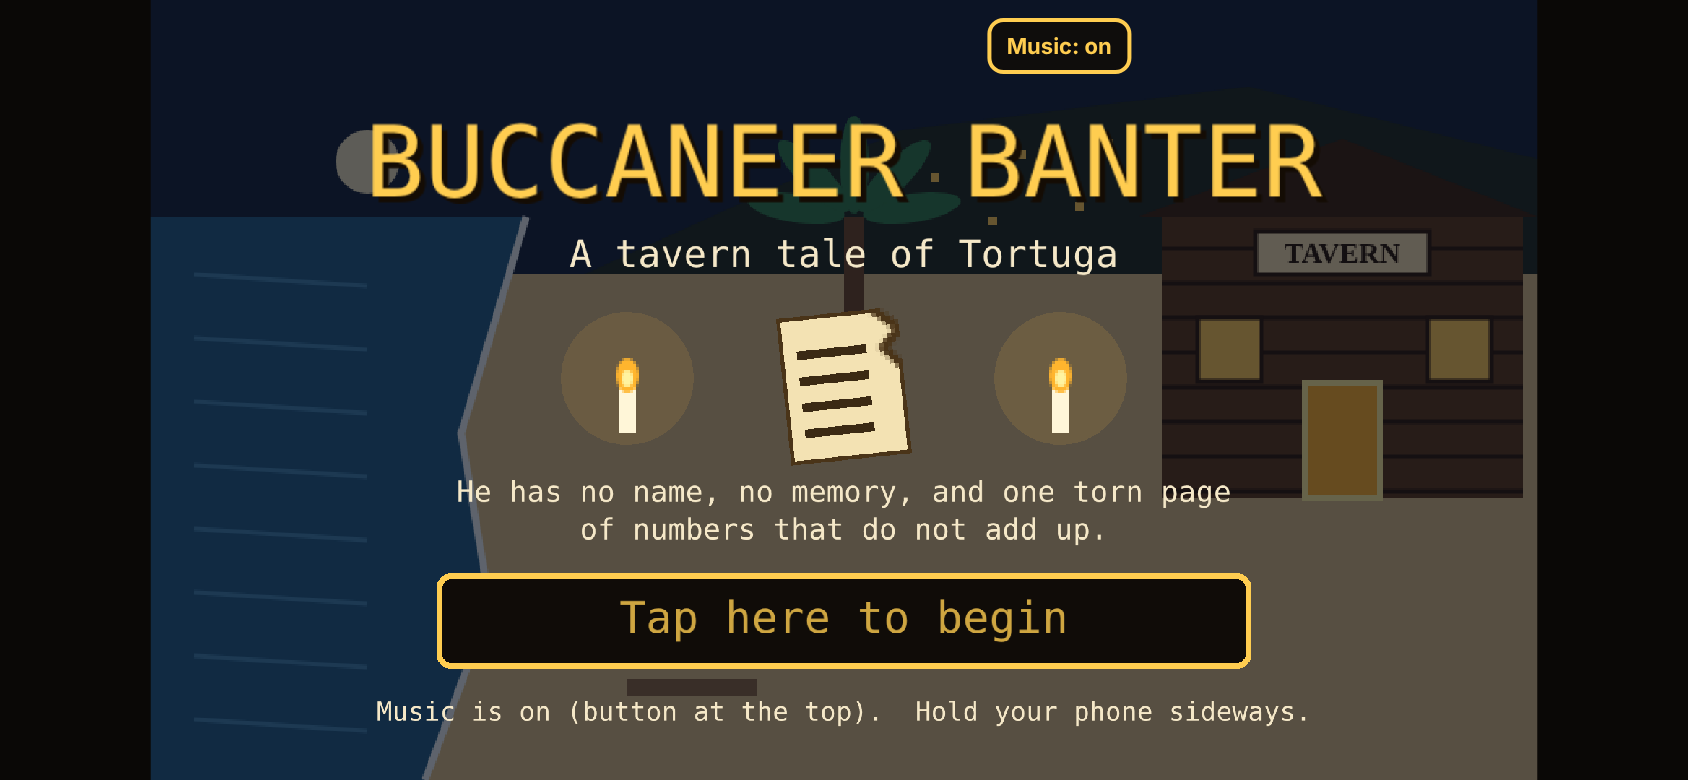 Music: on
BUCCANEER BANTER
A tavern tale of Tortuga
TAVERN
He has no name, no memory, and one torn page
of numbers that do not add up.
Tap here to begin
Music is on (button at the top).  Hold your phone sideways.